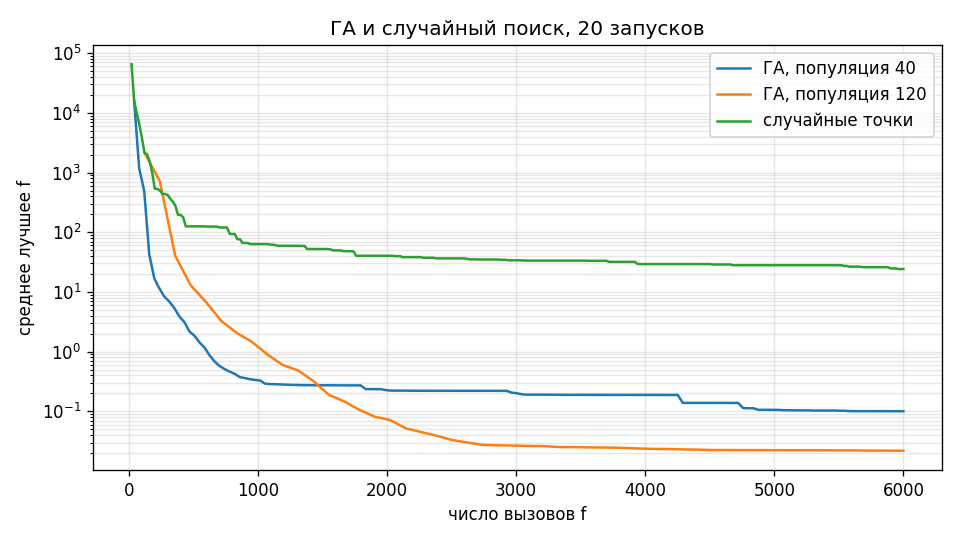 ГА и случайный поиск, 20 запусков
ГА, популяция 40
ГА, популяция 120
случайные точки
среднее лучшее f
10^5
10^4
10^3
10^2
10^1
10^0
10^−1
0 1000 2000 3000 4000 5000 6000
число вызовов f